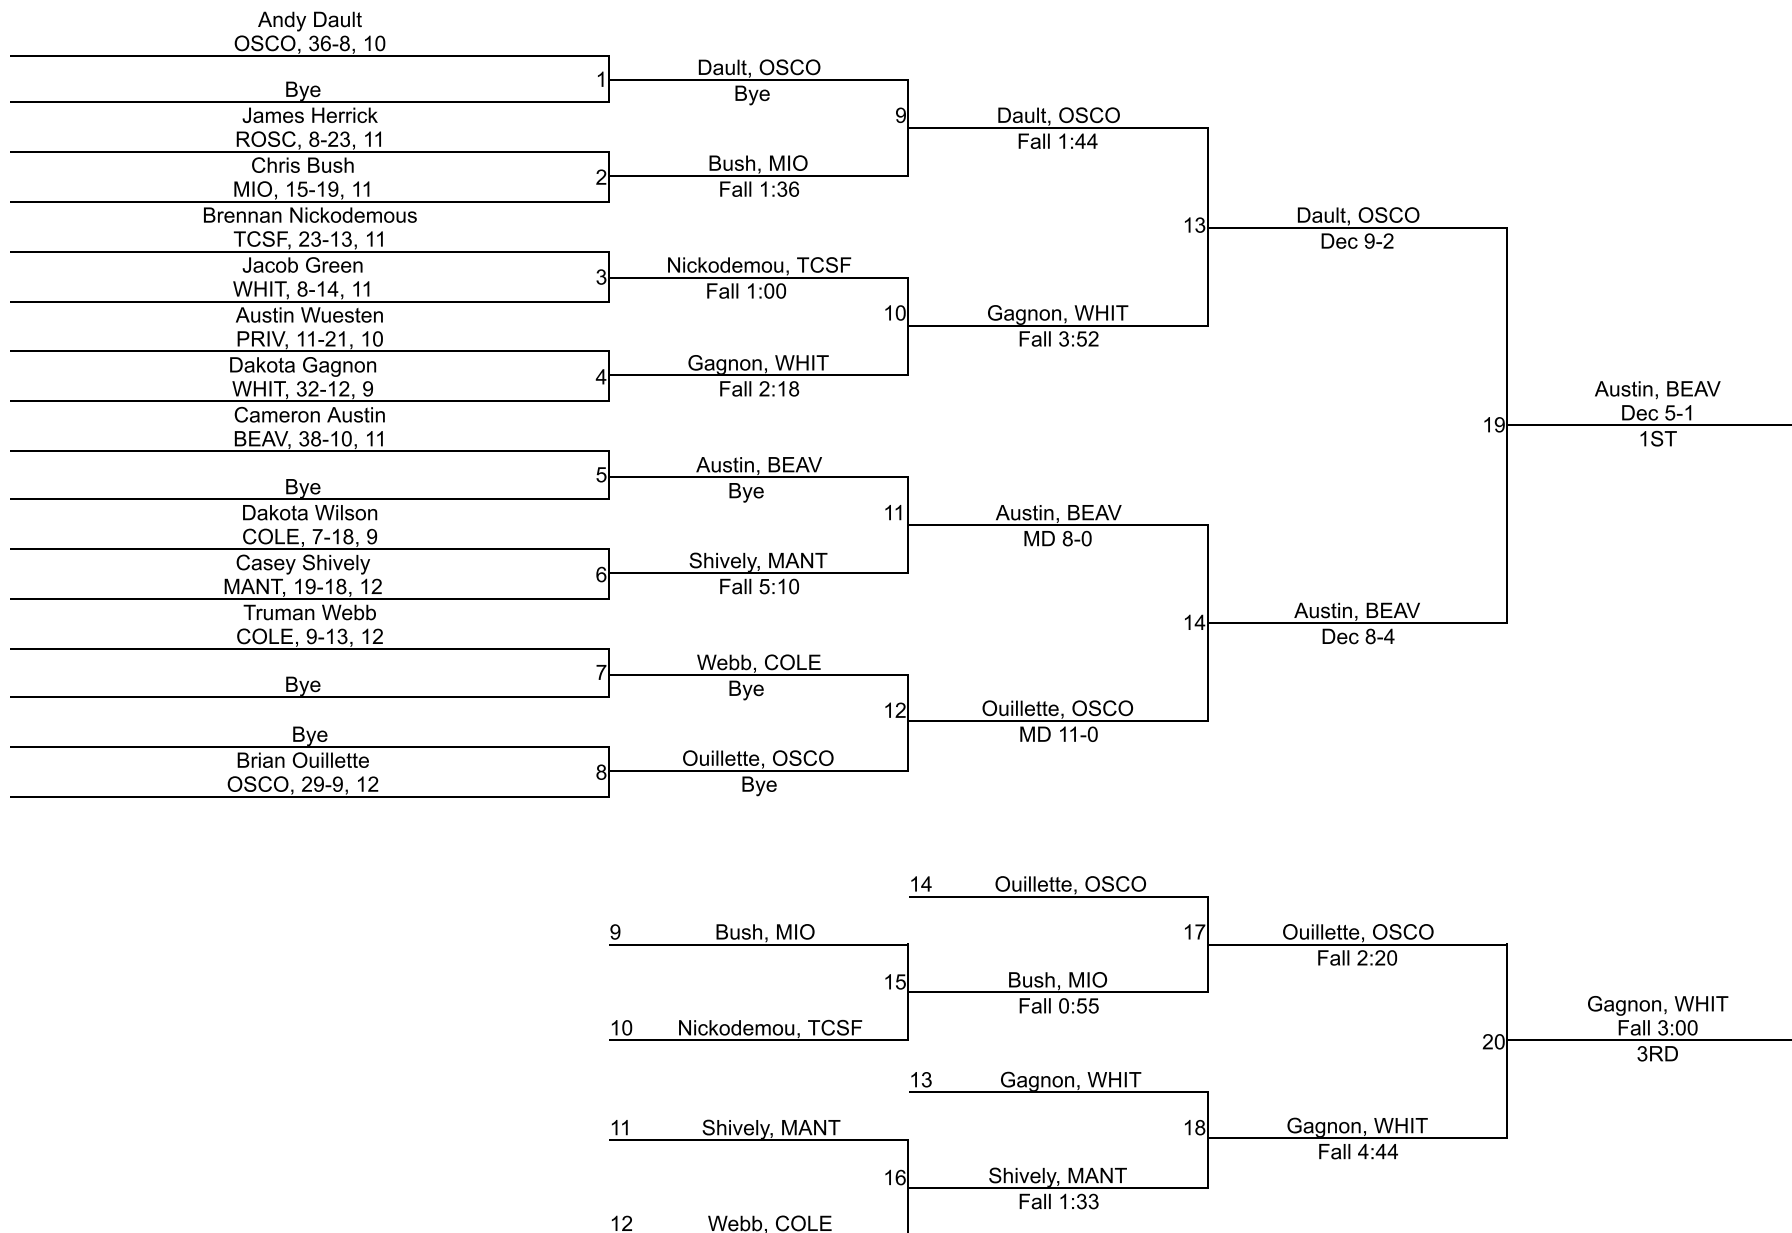 Andy Dault
OSCO, 36-8, 10
Bye
1
James Herrick
ROSC, 8-23, 11
Chris Bush
MIO, 15-19, 11
2
Brennan Nickodemous
TCSF, 23-13, 11
Jacob Green
WHIT, 8-14, 11
3
Austin Wuesten
PRIV, 11-21, 10
Dakota Gagnon
WHIT, 32-12, 9
4
Cameron Austin
BEAV, 38-10, 11
Bye
5
Dakota Wilson
COLE, 7-18, 9
Casey Shively
MANT, 19-18, 12
6
Truman Webb
COLE, 9-13, 12
Bye
7
Bye
Brian Ouillette
OSCO, 29-9, 12
8
Dault, OSCO
Bye
9
Bush, MIO
Fall 1:36
Nickodemou, TCSF
Fall 1:00
10
Gagnon, WHIT
Fall 2:18
Austin, BEAV
Bye
11
Shively, MANT
Fall 5:10
Webb, COLE
Bye
12
Ouillette, OSCO
Bye
Dault, OSCO
Fall 1:44
13
Gagnon, WHIT
Fall 3:52
Austin, BEAV
MD 8-0
14
Ouillette, OSCO
MD 11-0
Dault, OSCO
Dec 9-2
19
Austin, BEAV
Dec 8-4
Austin, BEAV
Dec 5-1
1ST
9 Bush, MIO
15
10 Nickodemou, TCSF
11 Shively, MANT
16
12 Webb, COLE
14 Ouillette, OSCO
17
Bush, MIO
Fall 0:55
13 Gagnon, WHIT
18
Shively, MANT
Fall 1:33
Ouillette, OSCO
Fall 2:20
20
Gagnon, WHIT
Fall 4:44
Gagnon, WHIT
Fall 3:00
3RD